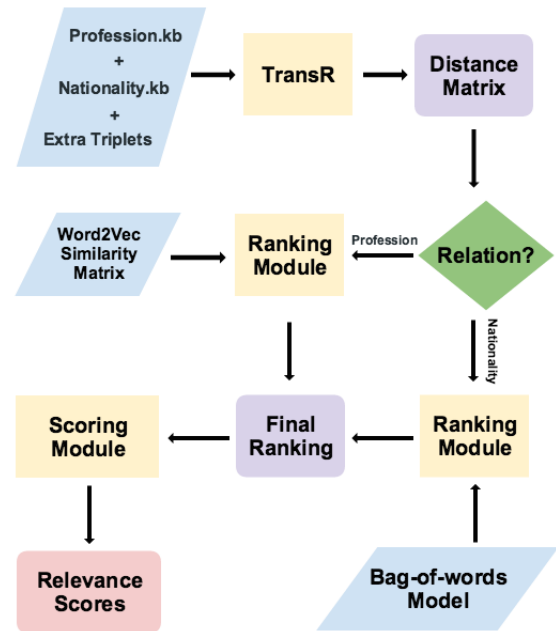 Profession.kb
+
Nationality.kb
+
Extra Triplets
TransR
Distance
Matrix
Word2Vec
Similarity
Matrix
Ranking
Module
Profession
Relation?
Nationality
Scoring
Module
Final
Ranking
Ranking
Module
Relevance
Scores
Bag-of-words
Model